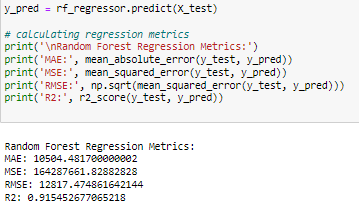 y_pred = rf_regressor.predict(X_test)
# calculating regression metrics
print('\nRandom Forest Regression Metrics:')
print('MAE:', mean_absolute_error(y_test, y_pred))
print('MSE:', mean_squared_error(y_test, y_pred))
print('RMSE:', np.sqrt(mean_squared_error(y_test, y_pred)))
print('R2:', r2_score(y_test, y_pred))
Random Forest Regression Metrics:
MAE: 10504.481700000002
MSE: 164287661.82882828
RMSE: 12817.474861642144
R2: 0.915452677065218